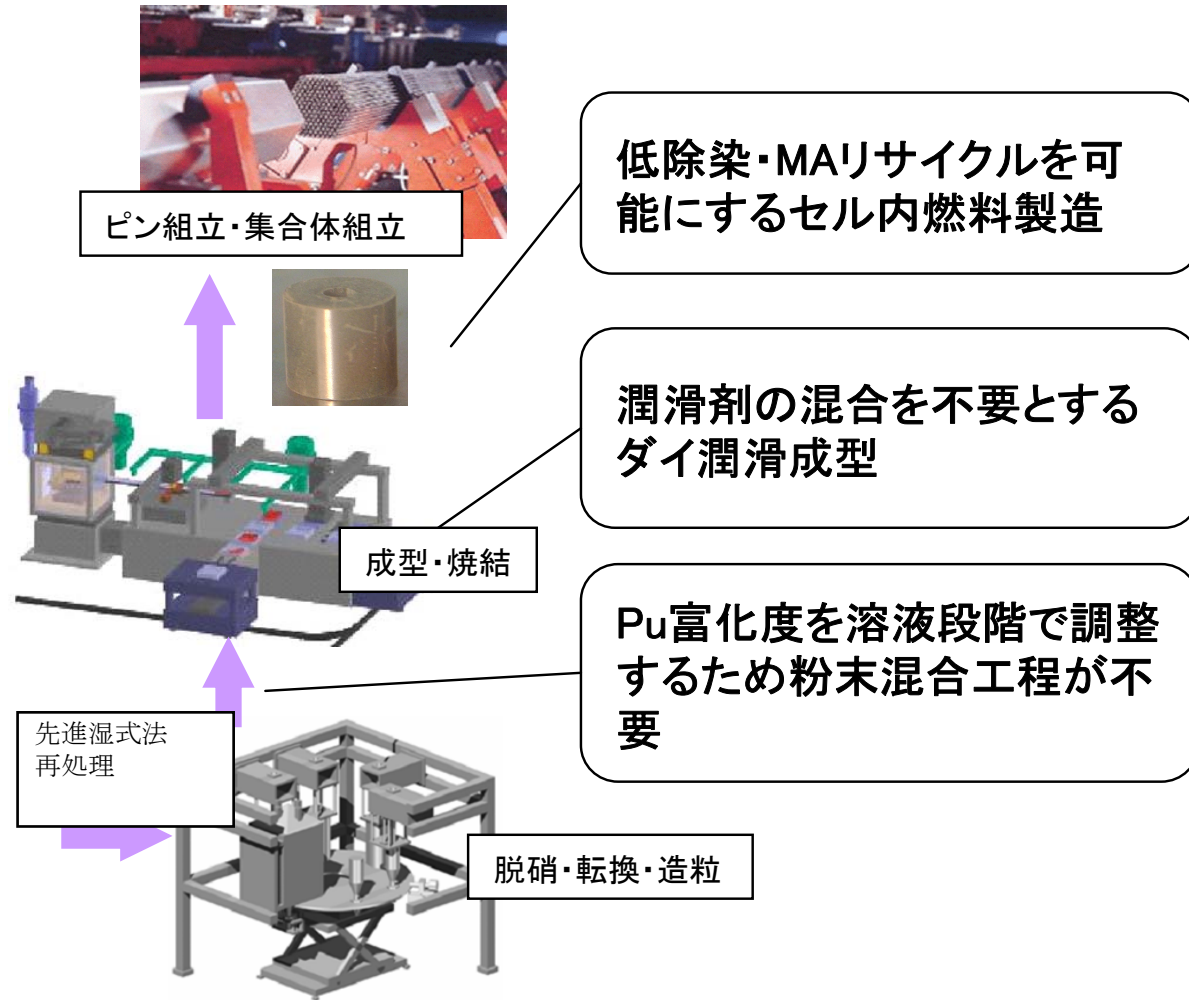 ピン組立・集合体組立
低除染・MAリサイクルを可
能にするセル内燃料製造
潤滑剤の混合を不要とする
ダイ潤滑成型
成型・焼結
Pu富化度を溶液段階で調整
するため粉末混合工程が不
要
先進湿式法
再処理
脱硝・転換・造粒